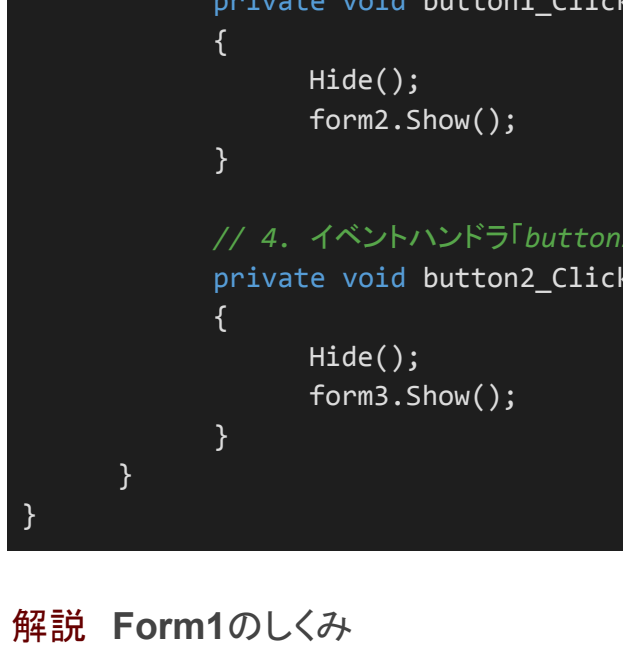 private void button1_Click
{
Hide();
form2.Show();
}
// 4. イベントハンドラ「button
private void button2_Click
{
Hide();
form3.Show();
}
}
}
解説 Form1のしくみ